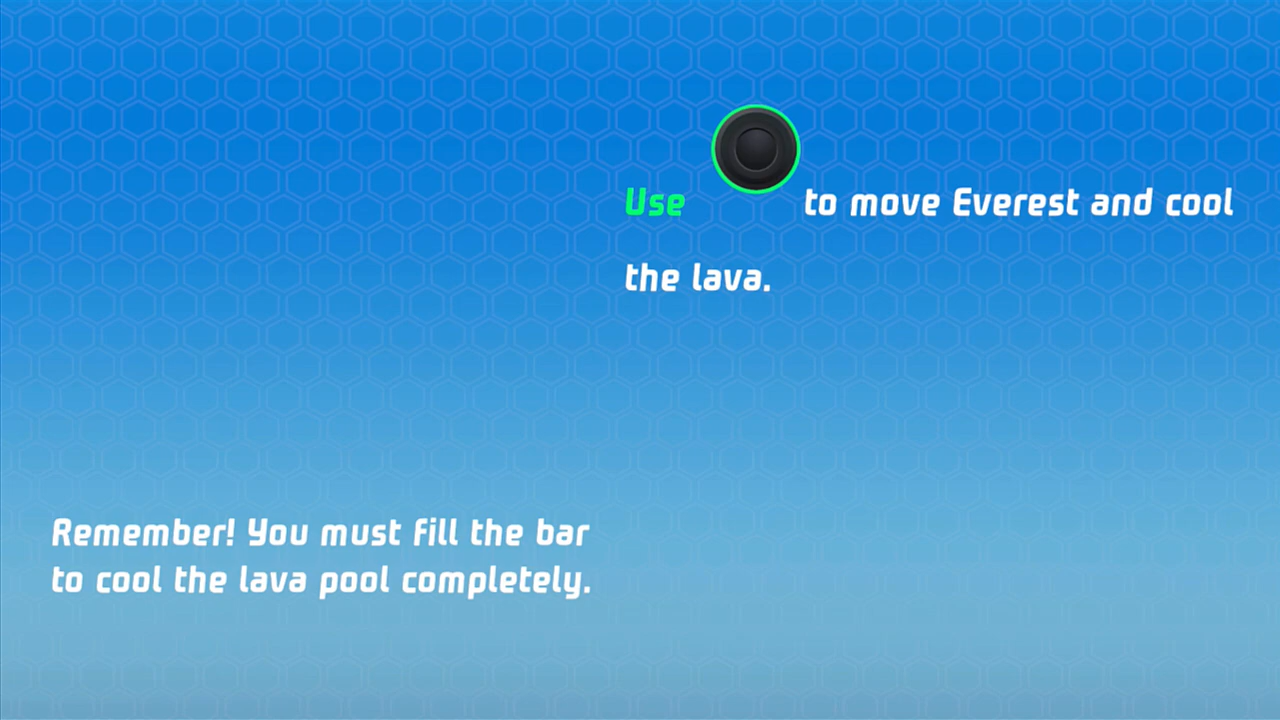 Use to move Everest and cool
the lava.
Remember! You must fill the bar
to cool the lava pool completely.